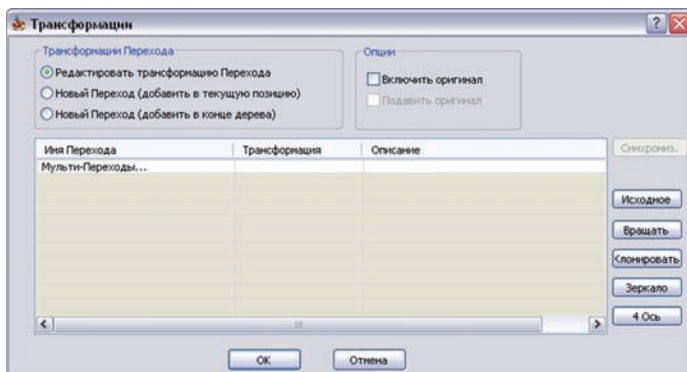 Трансформации
Трансформации Перехода
Редактировать трансформацию Перехода
Новый Переход (добавить в текущую позицию)
Новый Переход (добавить в конце дерева)
Опции
Включить оригинал
Подавить оригинал
Имя Перехода Трансформация Описание
Мульти-Переходы...
Синхрониз.
Исходное
Вращать
Клонировать
Зеркало
4 Ось
OK Отмена